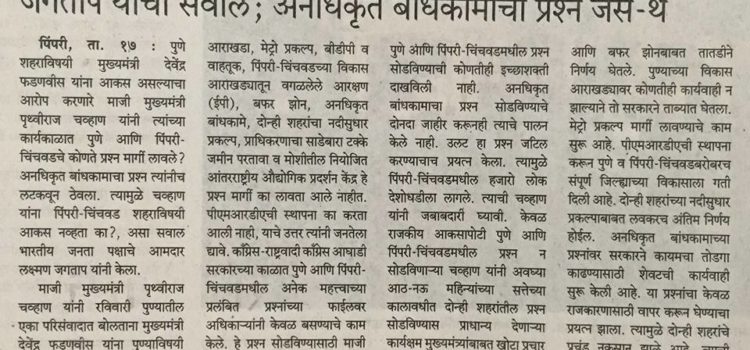 जगताप यांचा सवाल; अनधिकृत बांधकामांचा प्रश्न जैसे-थे
पिंपरी, ता. १७ : पुणे
शहराविषयी मुख्यमंत्री देवेंद्र
फडणवीस यांना आकस असल्याचा
आरोप करणारे माजी मुख्यमंत्री
पृथ्वीराज चव्हाण यांनी त्यांच्या
कार्यकाळात पुणे आणि पिंपरी-
चिंचवडचे कोणते प्रश्न मार्गी लावले?
अनधिकृत बांधकामाचा प्रश्न त्यांनीच
लटकवून ठेवला. त्यामुळे चव्हाण
यांना पिंपरी-चिंचवड शहराविषयी
आकस नव्हता का?, असा सवाल
भारतीय जनता पक्षाचे आमदार
लक्ष्मण जगताप यांनी केला.
माजी मुख्यमंत्री पृथ्वीराज
चव्हाण यांनी रविवारी पुण्यातील
एका परिसंवादात बोलताना मुख्यमंत्री
देवेंद्र फडणवीस यांना पुण्याविषयी
आराखडा, मेट्रो प्रकल्प, बीडीपी व
वाहतूक, पिंपरी-चिंचवडच्या विकास
आराखड्यातून वगळलेले आरक्षण
(ईपी), बफर झोन, अनधिकृत
बांधकामे, दोन्ही शहरांचा नदीसुधार
प्रकल्प, प्राधिकरणाचा साडेबारा टक्के
जमीन परतावा व मोशीतील नियोजित
आंतरराष्ट्रीय औद्योगिक प्रदर्शन केंद्र हे
प्रश्न मार्गी का लावता आले नाहीत.
पीएमआरडीएची स्थापना का करता
आली नाही, याचे उत्तर त्यांनी जनतेला
द्यावे. काँग्रेस-राष्ट्रवादी काँग्रेस आघाडी
सरकारच्या काळात पुणे आणि पिंपरी-
चिंचवडमधील अनेक महत्त्वाच्या
प्रलंबित प्रश्नांच्या फाईलवर
अधिकाऱ्यांनी केवळ बसण्याचे काम
केले. हे प्रश्न सोडविण्यासाठी माजी
पुणे आणि पिंपरी-चिंचवडमधील प्रश्न
सोडविण्याची कोणतीही इच्छाशक्ती
दाखविली नाही. अनधिकृत
बांधकामाचा प्रश्न सोडविण्याचे
दोनदा जाहीर करूनही त्याचे पालन
केले नाही. उलट हा प्रश्न जटिल
करण्याचाच प्रयत्न केला. त्यामुळे
पिंपरी-चिंचवडमधील हजारो लोक
देशोधडीला लागले. त्याची चव्हाण
यांनी जबाबदारी घ्यावी. केवळ
राजकीय आकसापोटी पुणे आणि
पिंपरी-चिंचवडमधील प्रश्न न
सोडविणाऱ्या चव्हाण यांनी अवघ्या
आठ-नऊ महिन्यांच्या सत्तेच्या
कालावधीत दोन्ही शहरांतील प्रश्न
सोडविण्यास प्राधान्य देणाऱ्या
कार्यक्षम मुख्यमंत्र्यांबाबत खोटा प्रचार
आणि बफर झोनबाबत तातडीने
निर्णय घेतले. पुण्याच्या विकास
आराखड्यावर कोणतीही कार्यवाही न
झाल्याने तो सरकारने ताब्यात घेतला.
मेट्रो प्रकल्प मार्गी लावण्याचे काम
सुरू आहे. पीएमआरडीएची स्थापना
करून पुणे व पिंपरी-चिंचवडबरोबरच
संपूर्ण जिल्ह्याच्या विकासाला गती
दिली आहे. दोन्ही शहरांच्या नदीसुधार
प्रकल्पाबाबत लवकरच अंतिम निर्णय
होईल. अनधिकृत बांधकामाच्या
प्रश्नांवर सरकारने कायमचा तोडगा
काढण्यासाठी शेवटची कार्यवाही
सुरू केली आहे. या प्रश्नांचा केवळ
राजकारणासाठी वापर करून घेण्याचा
प्रयत्न झाला. त्यामुळे दोन्ही शहरांचे
प्रचंड नुकसान झाले आहे.